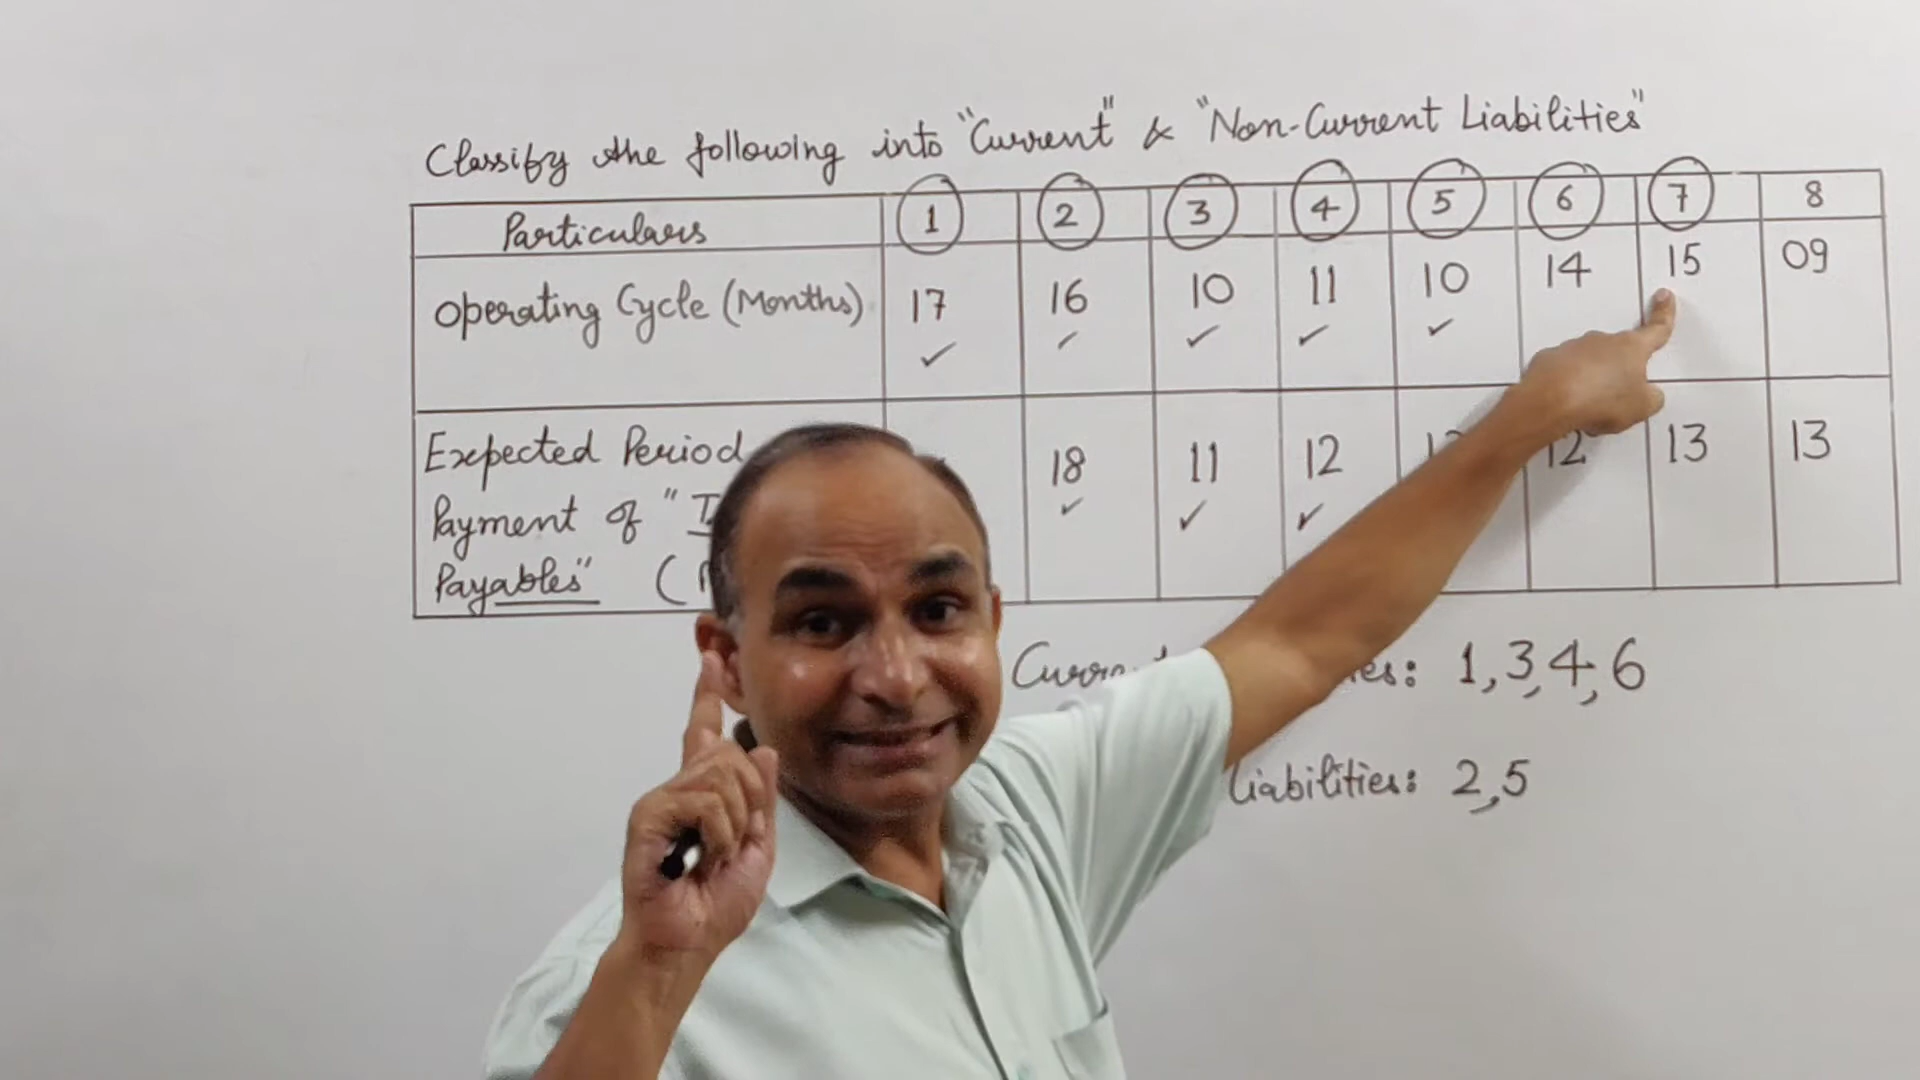 Classify the following into "Current" & "Non-Current Liabilities"
Particulars 1 2 3 4 5 6 7 8
Operating Cycle (Months) 17 16 10 11 10 14 15 09
Expected Period 18 11 12 12 13 13
Payment of "
Payables" (
: 1, 3, 4, 6
Liabilities: 2, 5